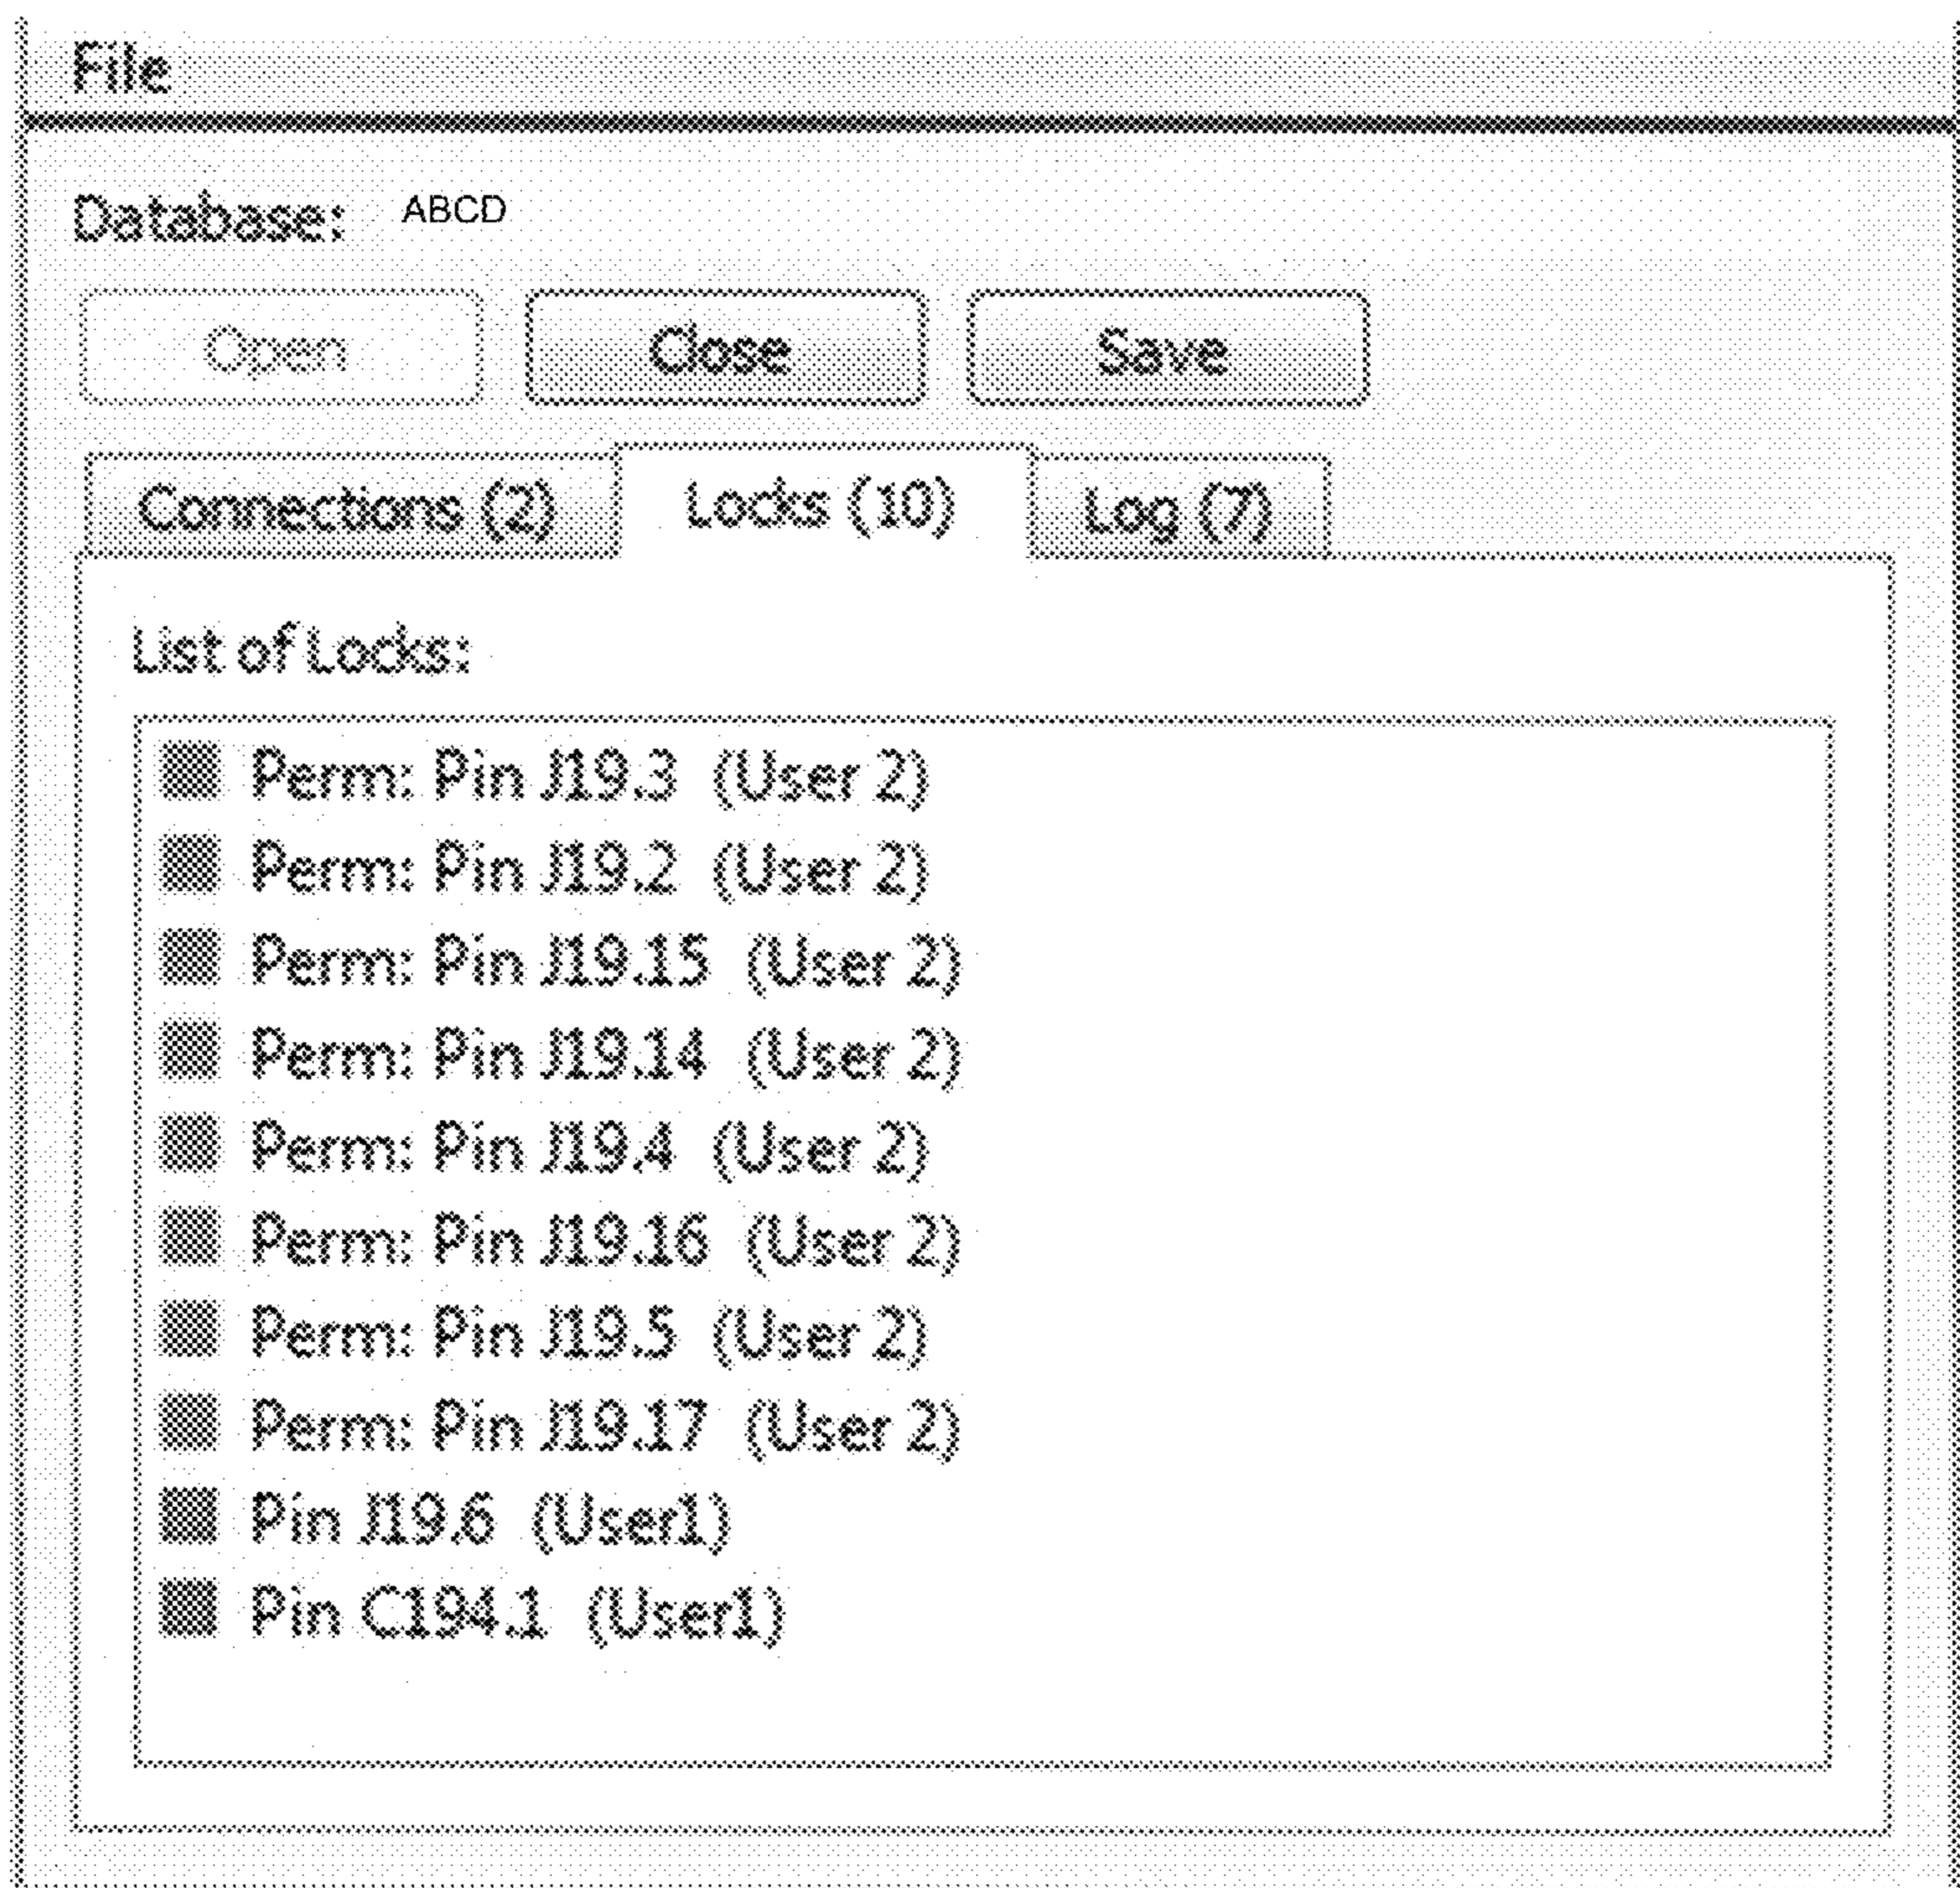 File
Database: ABCD
Open Close Save
Connections (2) Locks (10) Log (7)
List of Locks:
Perm: Pin J19.3 (User 2)
Perm: Pin J19.2 (User 2)
Perm: Pin J19.15 (User 2)
Perm: Pin J19.14 (User 2)
Perm: Pin J19.4 (User 2)
Perm: Pin J19.16 (User 2)
Perm: Pin J19.5 (User 2)
Perm: Pin J19.17 (User 2)
Pin J19.6 (User1)
Pin C194.1 (User1)